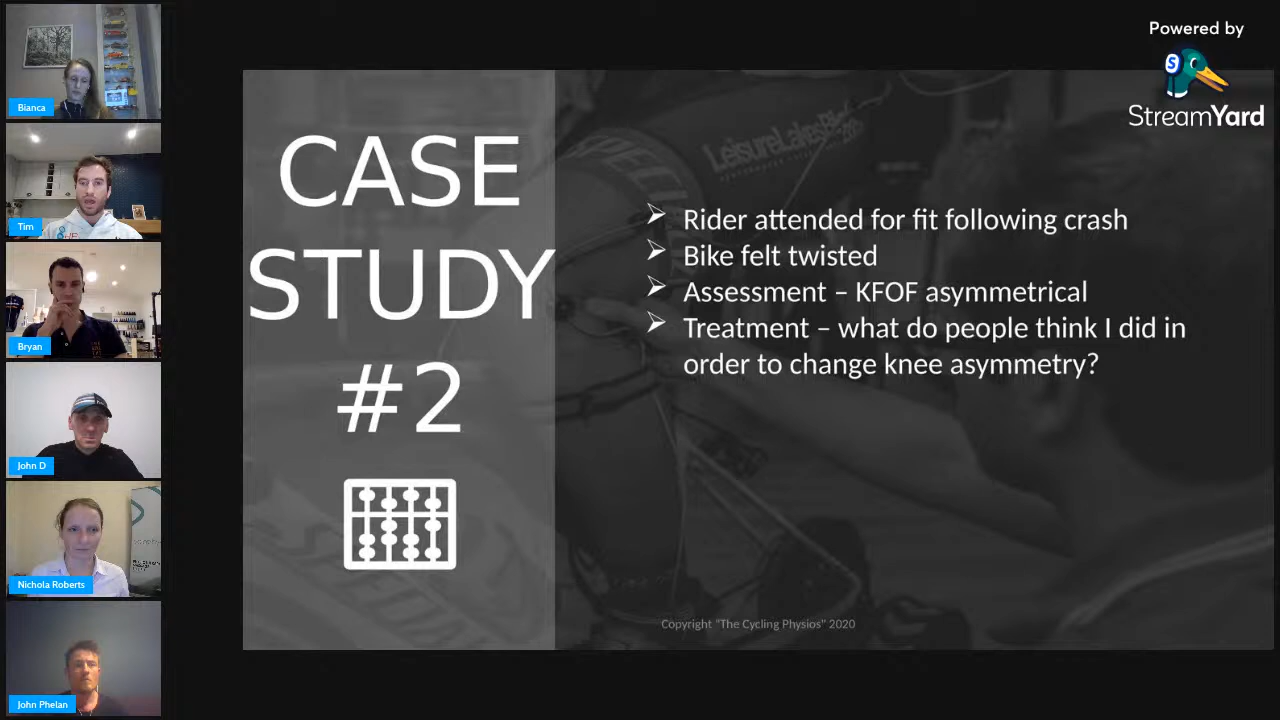 Bianca
Tim
Bryan
John D
Nichola Roberts
John Phelan
CASE
STUDY
#2
LeisureLakesBikes
➢ Rider attended for fit following crash
➢ Bike felt twisted
➢ Assessment – KFOF asymmetrical
➢ Treatment – what do people think I did in
order to change knee asymmetry?
Copyright "The Cycling Physios" 2020
Powered by
S
StreamYard